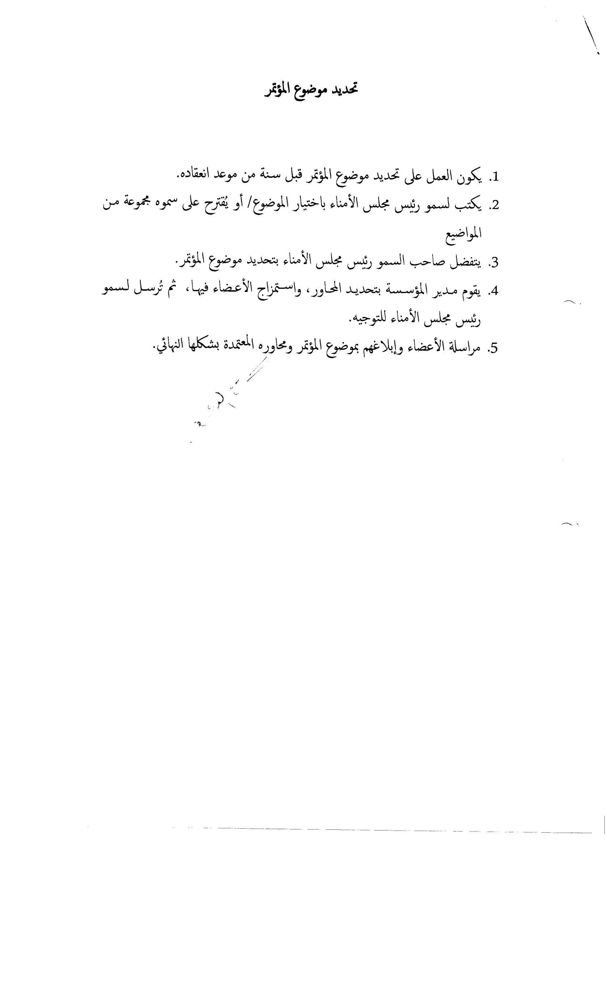 تحديد موضوع المؤتمر
1. يكون العمل على تحديد موضوع المؤتمر قبل سنة من موعد انعقاده.
2. يكتب لسمو رئيس مجلس الأمناء باختيار الموضوع/ أو يُقترح على سموه مجموعة من
المواضيع
3. يتفضل صاحب السمو رئيس مجلس الأمناء بتحديد موضوع المؤتمر.
4. يقوم مدير المؤسسة بتحديد المحاور، واستمزاج الأعضاء فيها، ثم تُرسل لسمو
رئيس مجلس الأمناء للتوجيه.
5. مراسلة الأعضاء وإبلاغهم بموضوع المؤتمر ومحاوره المعتمدة بشكلها النهائي.